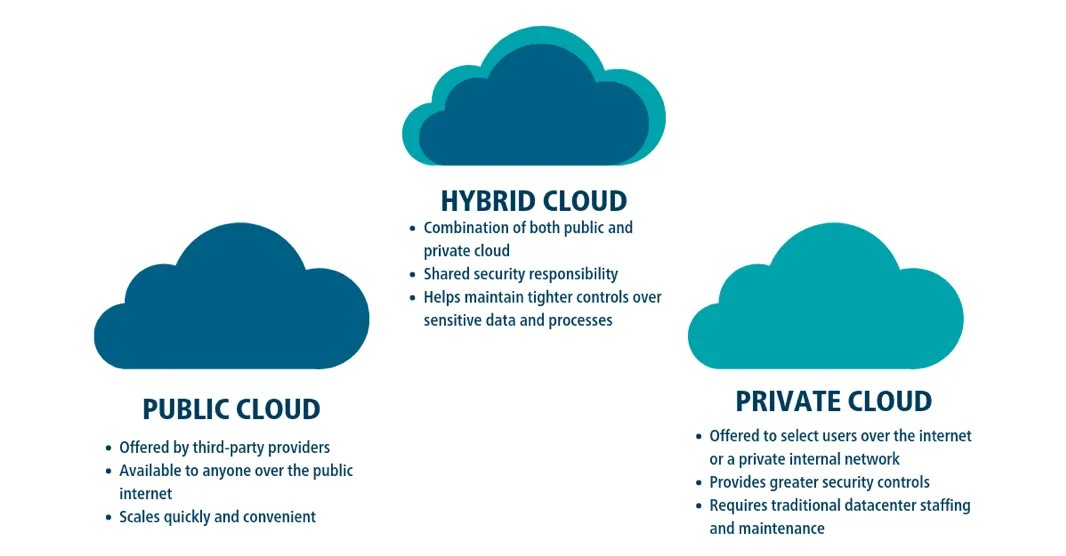 HYBRID CLOUD
• Combination of both public and
private cloud
• Shared security responsibility
• Helps maintain tighter controls over
sensitive data and processes
PUBLIC CLOUD
• Offered by third-party providers
• Available to anyone over the public
internet
• Scales quickly and convenient
PRIVATE CLOUD
• Offered to select users over the internet
or a private internal network
• Provides greater security controls
• Requires traditional datacenter staffing
and maintenance